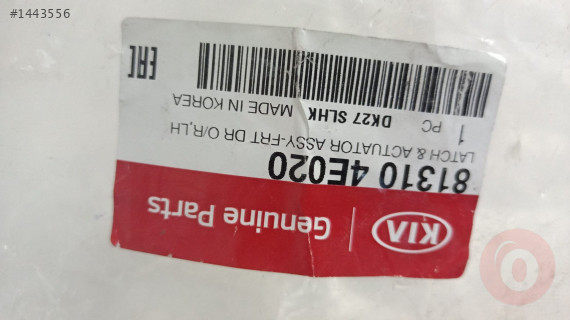 #1443556
KIA
Genuine Parts
81310 4E020
LATCH & ACTUATOR ASSY-FRT DR O/R,LH
1 PC
DK27 SLHK MADE IN KOREA
EAC